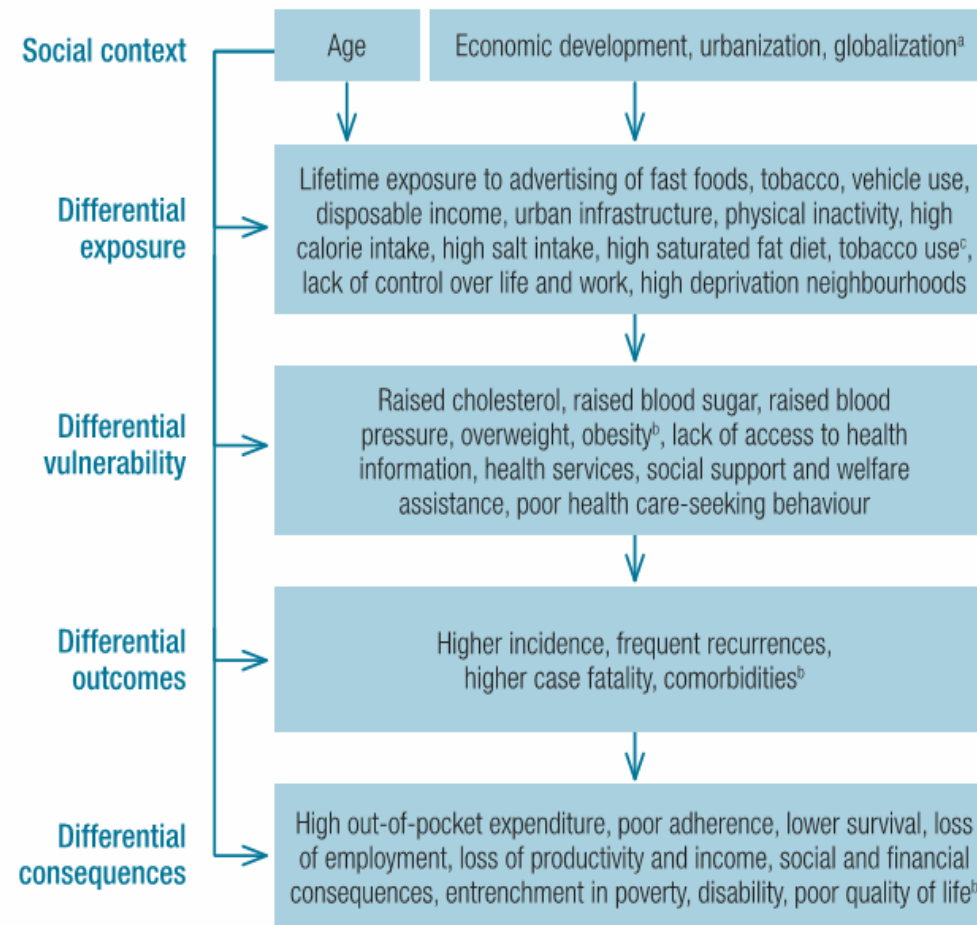 Social context
Age
Economic development, urbanization, globalizationᵃ
Differential
exposure
Lifetime exposure to advertising of fast foods, tobacco, vehicle use,
disposable income, urban infrastructure, physical inactivity, high
calorie intake, high salt intake, high saturated fat diet, tobacco useᶜ,
lack of control over life and work, high deprivation neighbourhoods
Differential
vulnerability
Raised cholesterol, raised blood sugar, raised blood
pressure, overweight, obesityᵇ, lack of access to health
information, health services, social support and welfare
assistance, poor health care-seeking behaviour
Differential
outcomes
Higher incidence, frequent recurrences,
higher case fatality, comorbiditiesᵇ
Differential
consequences
High out-of-pocket expenditure, poor adherence, lower survival, loss
of employment, loss of productivity and income, social and financial
consequences, entrenchment in poverty, disability, poor quality of lifeᵇ